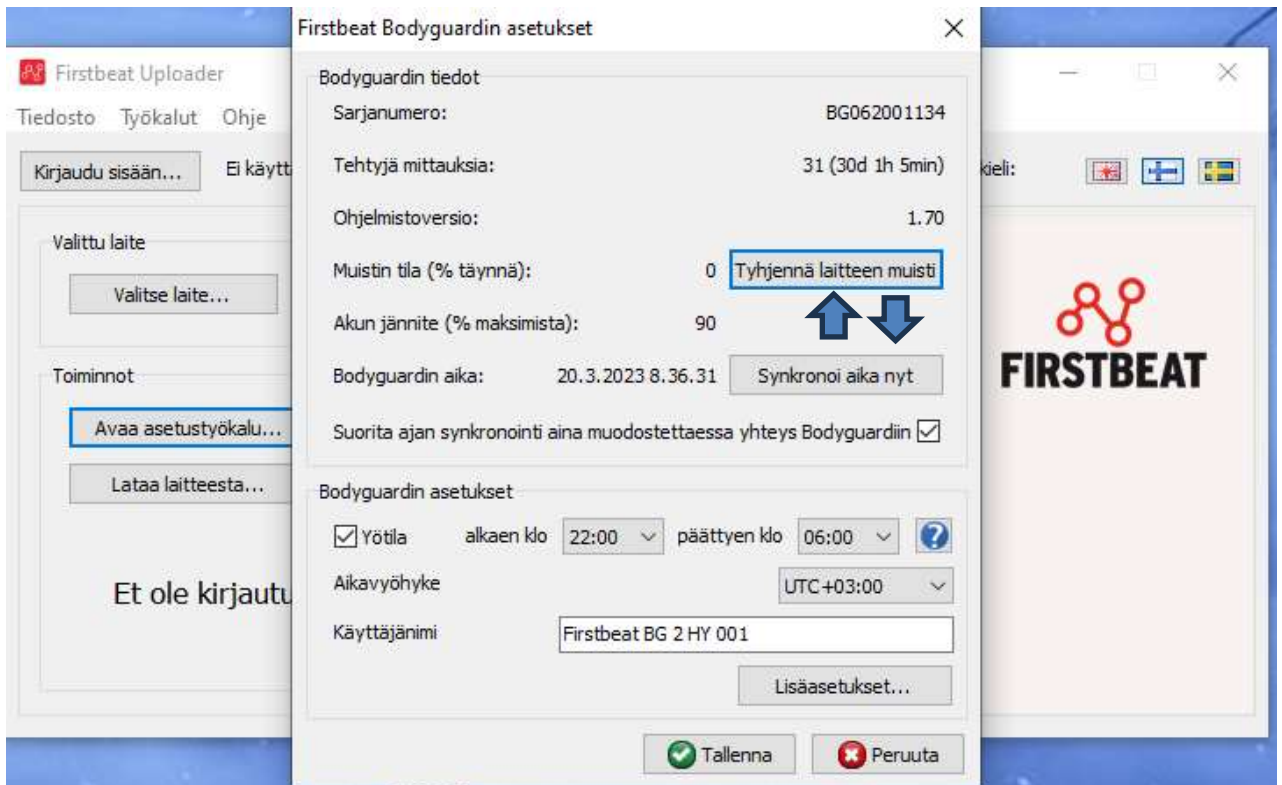 Firstbeat Bodyguardin asetukset
Firstbeat Uploader
Tiedosto Työkalut Ohje
Kirjaudu sisään... Ei käytt
kieli:
Valittu laite
Valitse laite...
Toiminnot
Avaa asetustyökalu...
Lataa laitteesta...
Et ole kirjautu
Bodyguardin tiedot
Sarjanumero: BG062001134
Tehtyjä mittauksia: 31 (30d 1h 5min)
Ohjelmistoversio: 1.70
Muistin tila (% täynnä): 0 Tyhjennä laitteen muisti
Akun jännite (% maksimista): 90
Bodyguardin aika: 20.3.2023 8.36.31 Synkronoi aika nyt
Suorita ajan synkronointi aina muodostettaessa yhteys Bodyguardiin
Bodyguardin asetukset
Yötila alkaen klo 22:00 päättyen klo 06:00
Aikavyöhyke UTC+03:00
Käyttäjänimi Firstbeat BG 2 HY 001
Lisäasetukset...
Tallenna Peruuta
FIRSTBEAT